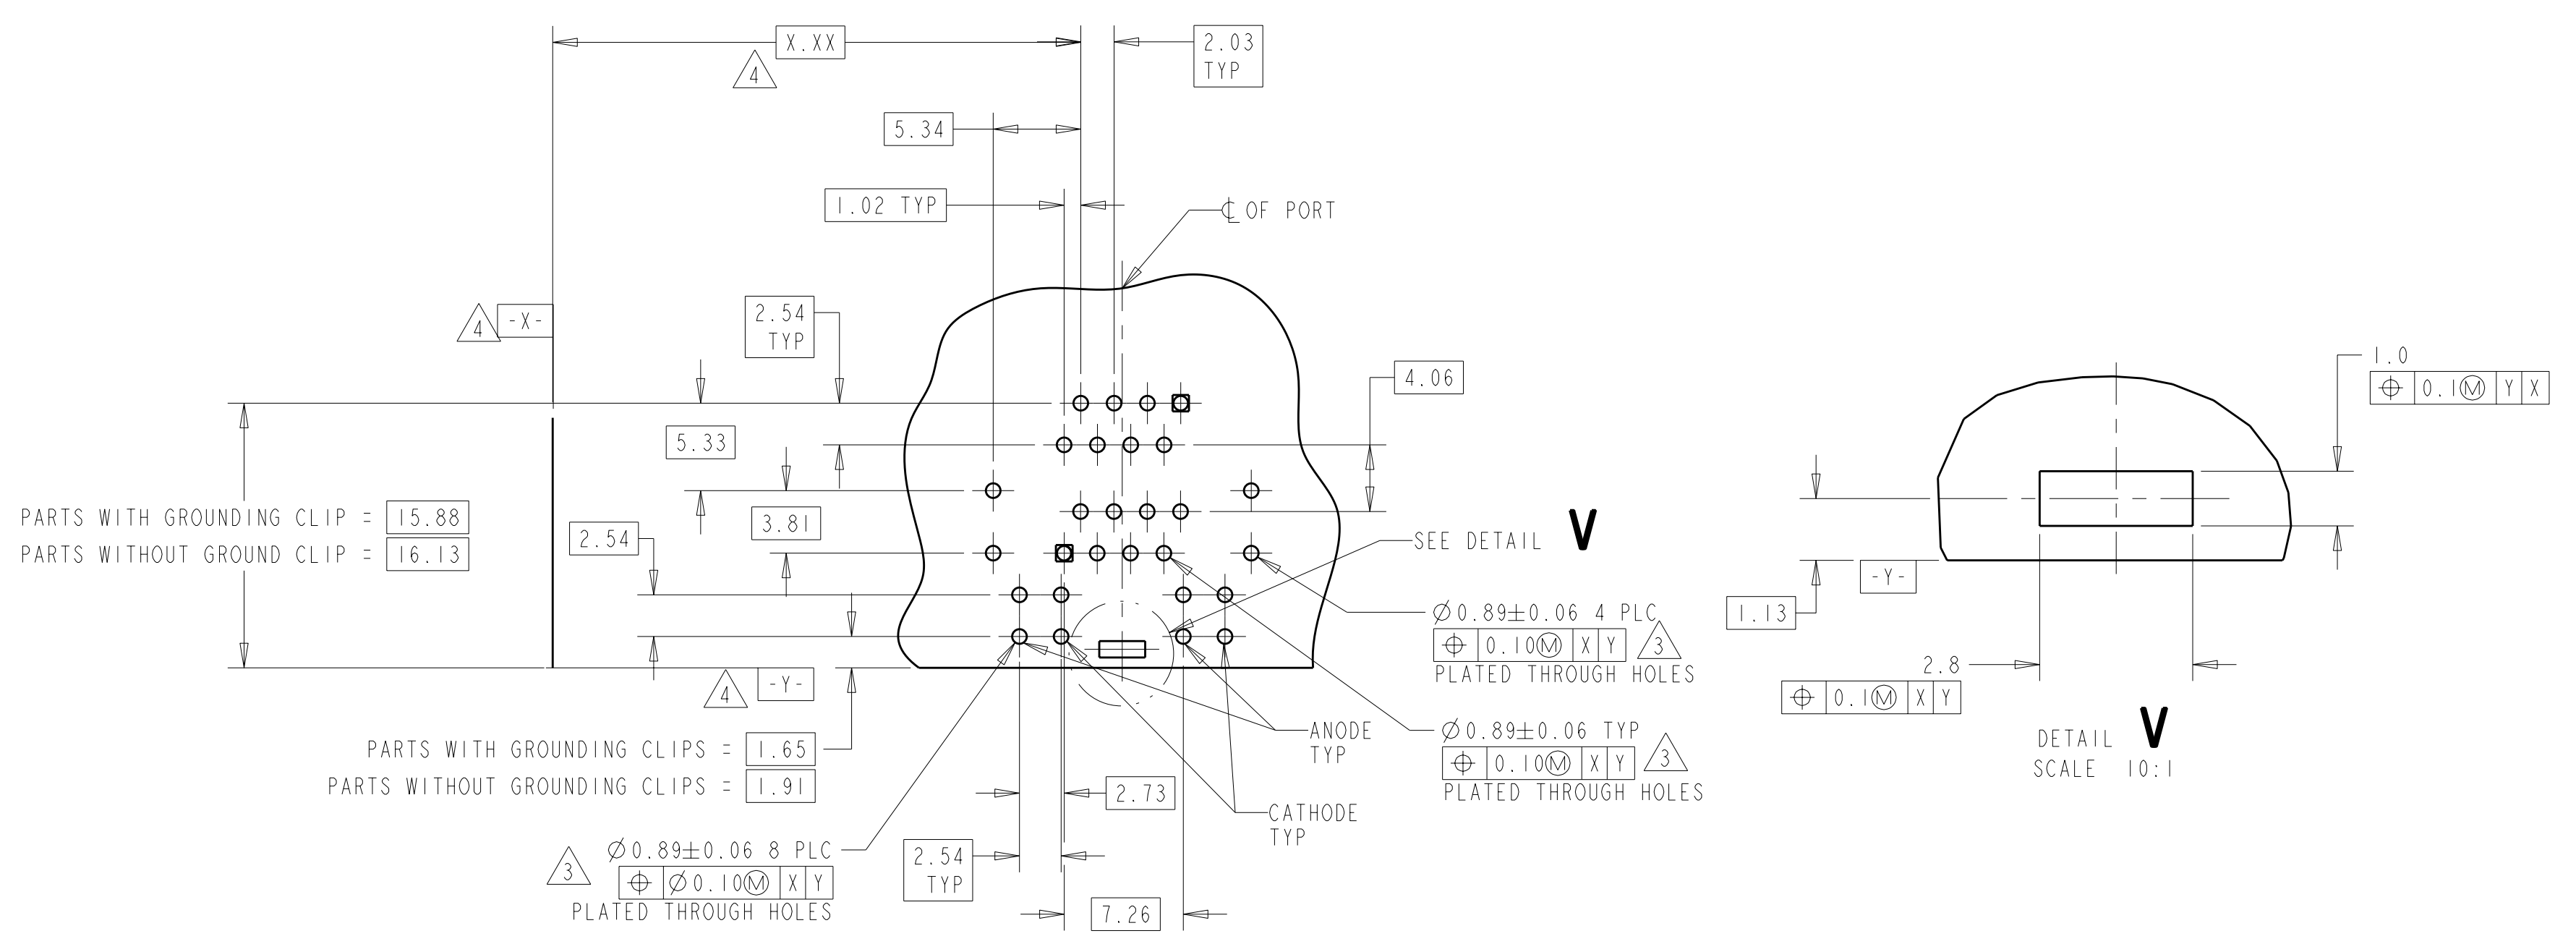 X.XX
4
2.03
TYP
5.34
1.02 TYP
℄ OF PORT
4
-X-
2.54
TYP
4.06
5.33
PARTS WITH GROUNDING CLIP = 15.88
PARTS WITHOUT GROUND CLIP = 16.13
2.54
3.81
SEE DETAIL V
4
-Y-
PARTS WITH GROUNDING CLIPS = 1.65
PARTS WITHOUT GROUNDING CLIPS = 1.91
Ø0.89±0.06 4 PLC
⌖ 0.10Ⓜ X Y 3
PLATED THROUGH HOLES
ANODE
TYP
Ø0.89±0.06 TYP
⌖ 0.10Ⓜ X Y 3
PLATED THROUGH HOLES
2.73
CATHODE
TYP
3
Ø0.89±0.06 8 PLC
⌖ Ø0.10Ⓜ X Y
PLATED THROUGH HOLES
2.54
TYP
7.26
1.0
⌖ 0.1Ⓜ Y X
-Y-
1.13
2.8
⌖ 0.1Ⓜ X Y
DETAIL V
SCALE 10:1